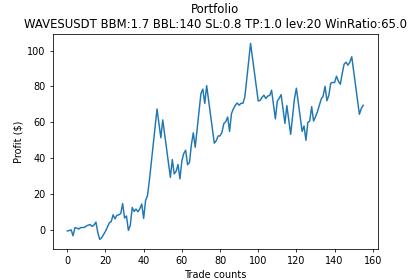 Portfolio
WAVESUSDT BBM:1.7 BBL:140 SL:0.8 TP:1.0 lev:20 WinRatio:65.0
Profit ($)
100
80
60
40
20
0
0 20 40 60 80 100 120 140 160
Trade counts